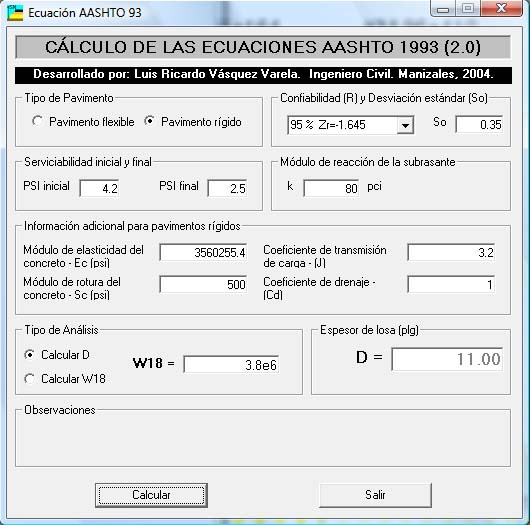 Ecuación AASHTO 93
CÁLCULO DE LAS ECUACIONES AASHTO 1993 (2.0)
Desarrollado por: Luis Ricardo Vásquez Varela. Ingeniero Civil. Manizales, 2004.
Tipo de Pavimento
Pavimento flexible Pavimento rígido
Confiabilidad (R) y Desviación estándar (So)
95 % Zr=-1.645 So 0.35
Serviciabilidad inicial y final
PSI inicial 4.2 PSI final 2.5
Módulo de reacción de la subrasante
k 80 pci
Información adicional para pavimentos rígidos
Módulo de elasticidad del
concreto - Ec (psi) 3560255.4
Coeficiente de transmisión
de carga - (J) 3.2
Módulo de rotura del
concreto - Sc (psi) 500
Coeficiente de drenaje -
(Cd) 1
Tipo de Análisis
Calcular D
Calcular W18
W18 = 3.8e6
Espesor de losa (plg)
D = 11.00
Observaciones
Calcular Salir